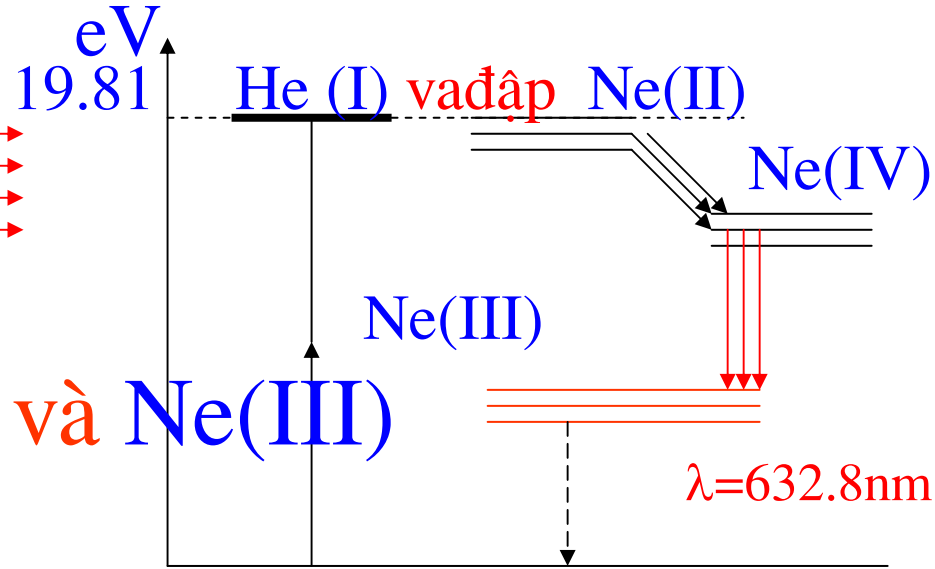 eV
19.81 He (I) vađập Ne(II)
Ne(IV)
Ne(III)
và Ne(III)
λ=632.8nm